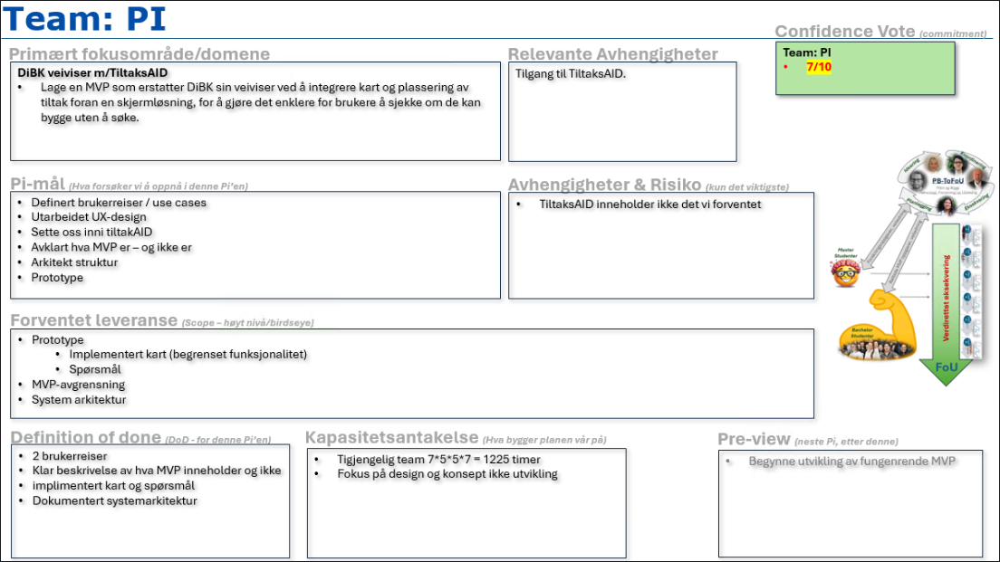 Team: PI
Confidence Vote (commitment)
Team: PI
• 7/10
Primært fokusområde/domene
DiBK veiviser m/TiltaksAID
• Lage en MVP som erstatter DiBK sin veiviser ved å integrere kart og plassering av
tiltak foran en skjermløsning, for å gjøre det enklere for brukere å sjekke om de kan
bygge uten å søke.
Relevante Avhengigheter
Tilgang til TiltaksAID.
Pi-mål (Hva forsøker vi å oppnå i denne Pi’en)
• Definert brukerreiser / use cases
• Utarbeidet UX-design
• Sette oss inni tiltakAID
• Avklart hva MVP er – og ikke er
• Arkitekt struktur
• Prototype
Avhengigheter & Risiko (kun det viktigste)
• TiltaksAID inneholder ikke det vi forventet
PB-ToFoU
Master
Studenter
Bachelor
Studenter
Verdirettet eksekvering
FoU
Forventet leveranse (Scope – høyt nivå/birdseye)
• Prototype
• Implementert kart (begrenset funksjonalitet)
• Spørsmål
• MVP-avgrensning
• System arkitektur
Definition of done (DoD - for denne Pi’en)
• 2 brukerreiser
• Klar beskrivelse av hva MVP inneholder og ikke
• implimentert kart og spørsmål
• Dokumentert systemarkitektur
Kapasitetsantakelse (Hva bygger planen vår på)
• Tigjengelig team 7*5*5*7 = 1225 timer
• Fokus på design og konsept ikke utvikling
Pre-view (neste Pi, etter denne)
• Begynne utvikling av fungenrende MVP